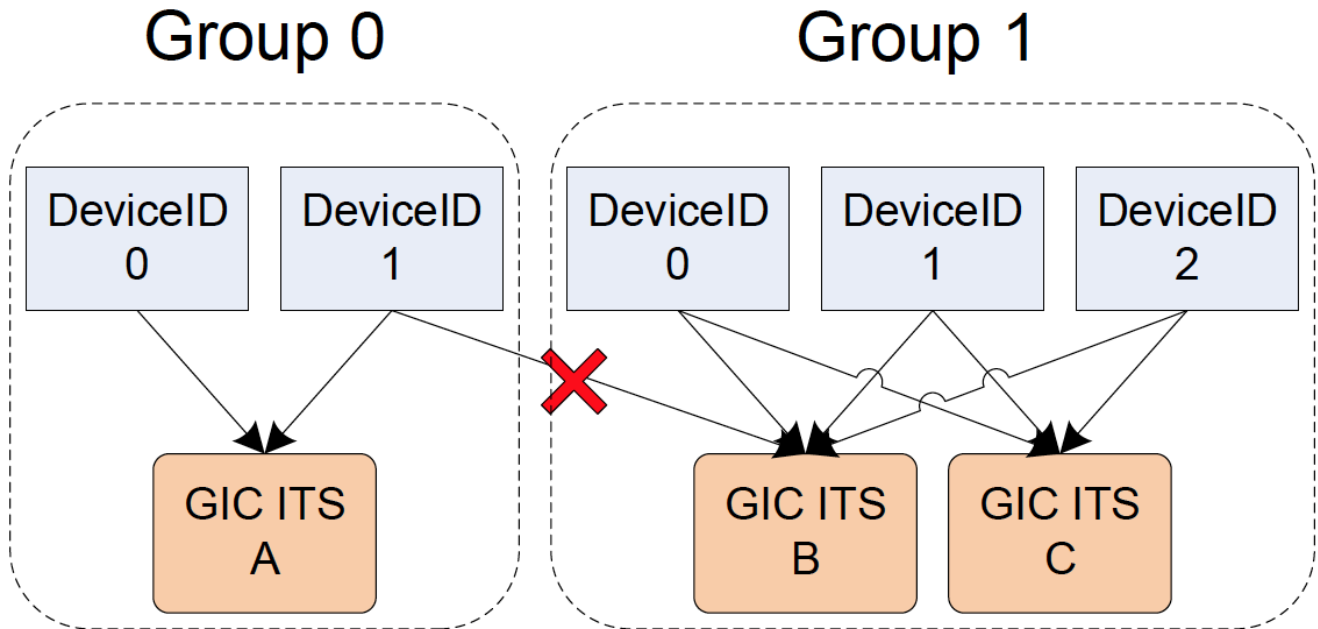 Group 0
Group 1
DeviceID
0
DeviceID
1
DeviceID
0
DeviceID
1
DeviceID
2
GIC ITS
A
GIC ITS
B
GIC ITS
C